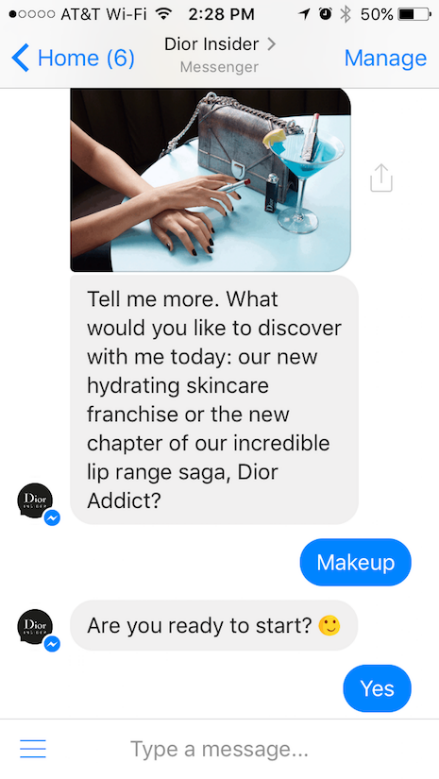 AT&T Wi-Fi 2:28 PM 50%
Home (6) Dior Insider Manage
Messenger
Dior
Tell me more. What
would you like to discover
with me today: our new
hydrating skincare
franchise or the new
chapter of our incredible
lip range saga, Dior
Addict?
Dior
Makeup
Are you ready to start? 🙂
Dior
Yes
Type a message...